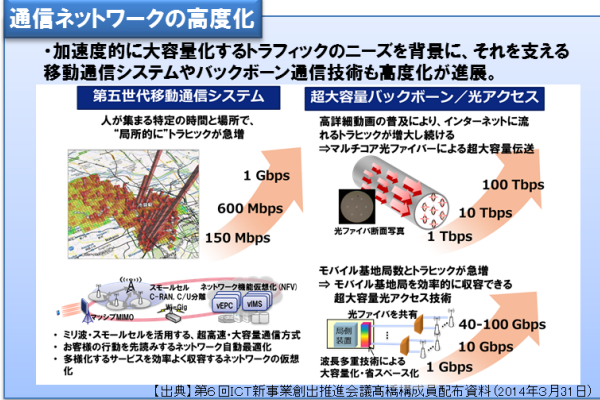 通信ネットワークの高度化
・加速度的に大容量化するトラフィックのニーズを背景に、それを支える
移動通信システムやバックボーン通信技術も高度化が進展。
第五世代移動通信システム
人が集まる特定の時間と場所で、
“局所的に”トラヒックが急増
1 Gbps
600 Mbps
150 Mbps
スモールセル
C-RAN, C/U分離
Wi-Gig
マッシブMIMO
ネットワーク機能仮想化(NFV)
vEPC
vIMS
• ミリ波・スモールセルを活用する、超高速・大容量通信方式
• お客様の行動を先読みするネットワーク自動最適化
• 多様化するサービスを効率よく収容するネットワークの仮想
化
超大容量バックボーン／光アクセス
高詳細動画の普及により、インターネットに流
れるトラックが増大し続ける
⇒マルチコア光ファイバーによる超大容量伝送
100 Tbps
10 Tbps
1 Tbps
光ファイバ断面写真
モバイル基地局数とトラヒックが急増
⇒ モバイル基地局を効率的に収容できる
超大容量光アクセス技術
光ファイバを共有
局側
装置
40-100 Gbps
10 Gbps
1 Gbps
波長多重技術による
大容量化・省スペース化
【出典】第6回ICT新事業創出推進会議髙橋構成員配布資料(2014年3月31日)